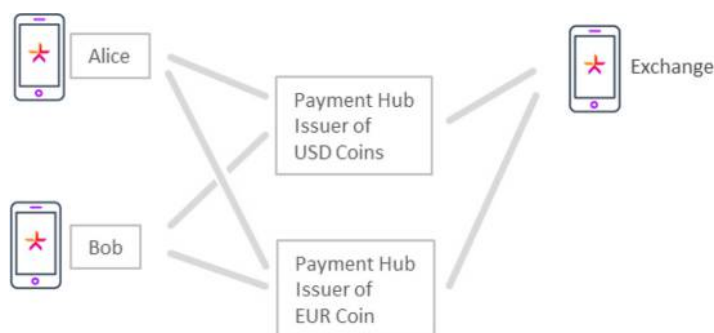 Alice
Payment Hub
Issuer of
USD Coins
Exchange
Bob
Payment Hub
Issuer of
EUR Coin